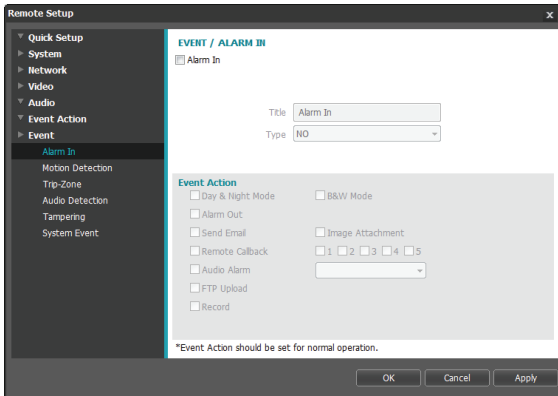 Remote Setup
x
Quick Setup
System
Network
Video
Audio
Event Action
Event
Alarm In
Motion Detection
Trip-Zone
Audio Detection
Tampering
System Event
EVENT / ALARM IN
Alarm In
Title Alarm In
Type NO
Event Action
Day & Night Mode B&W Mode
Alarm Out
Send Email Image Attachment
Remote Callback 1 2 3 4 5
Audio Alarm
FTP Upload
Record
*Event Action should be set for normal operation.
OK Cancel Apply